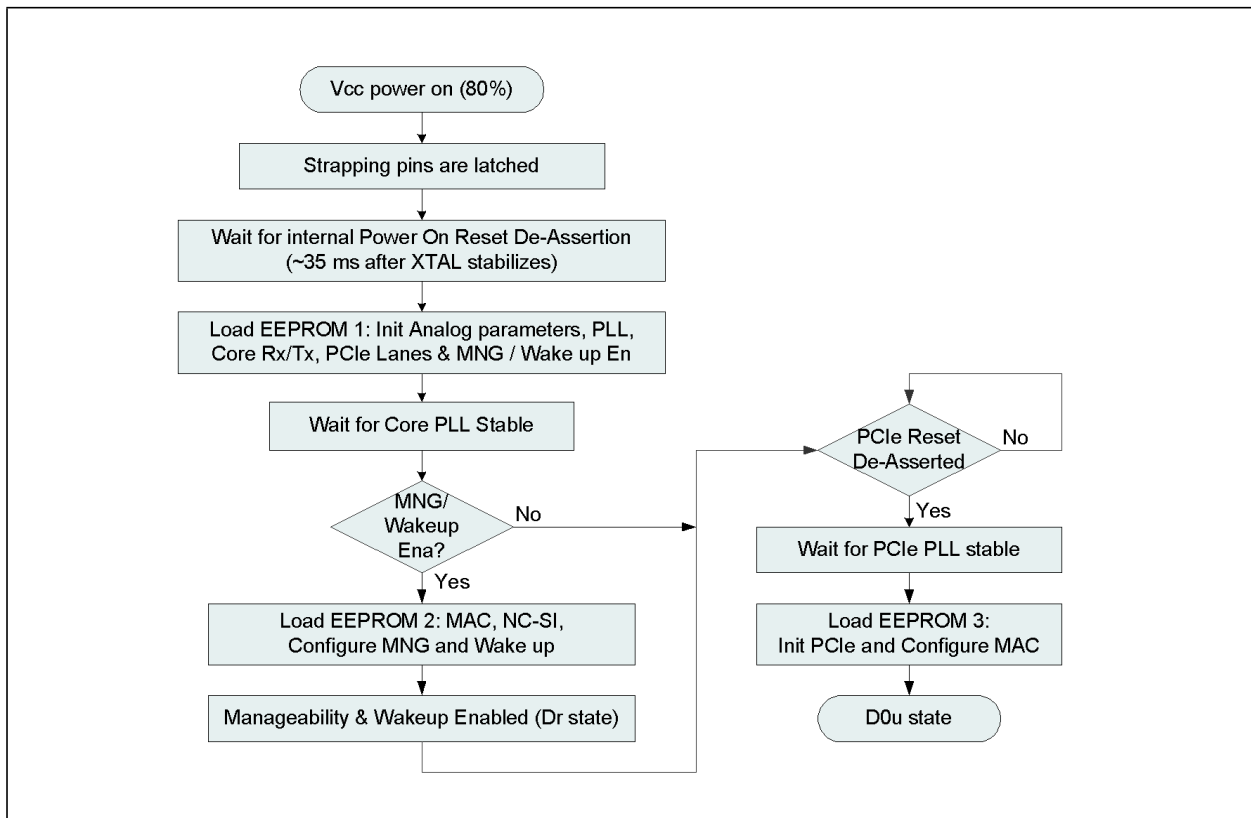 Vcc power on (80%)
Strapping pins are latched
Wait for internal Power On Reset De-Assertion
(~35 ms after XTAL stabilizes)
Load EEPROM 1: Init Analog parameters, PLL,
Core Rx/Tx, PCIe Lanes & MNG / Wake up En
Wait for Core PLL Stable
MNG/
Wakeup
Ena?
No
Yes
Load EEPROM 2: MAC, NC-SI,
Configure MNG and Wake up
Manageability & Wakeup Enabled (Dr state)
PCIe Reset
De-Asserted
No
Yes
Wait for PCIe PLL stable
Load EEPROM 3:
Init PCIe and Configure MAC
D0u state